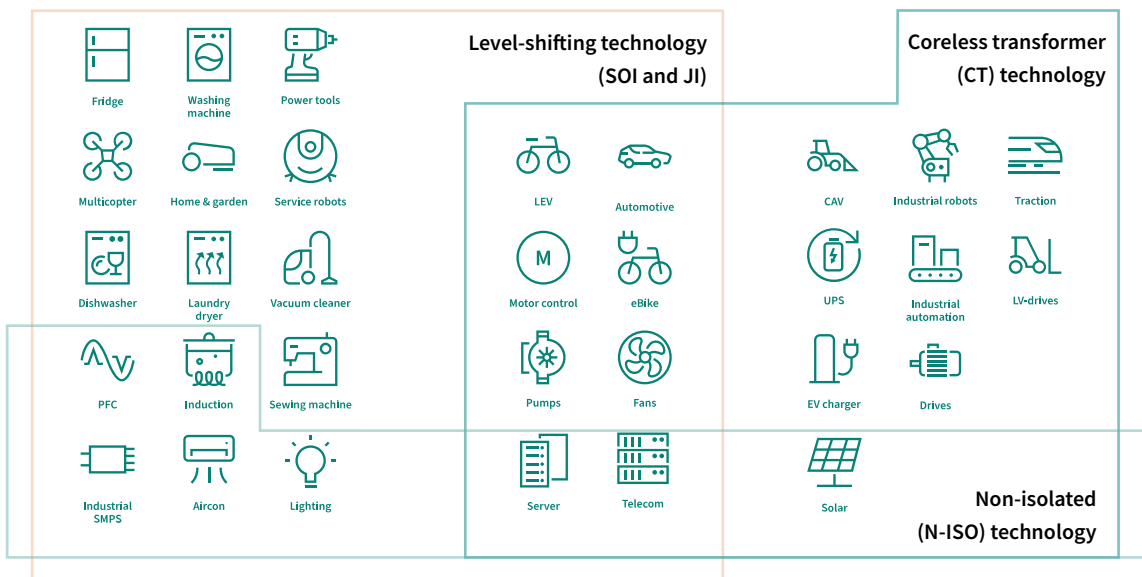 Level-shifting technology
(SOI and JI)
Coreless transformer
(CT) technology
Fridge
Washing
machine
Power tools
Multicopter
Home & garden
Service robots
LEV
Automotive
CAV
Industrial robots
Traction
Dishwasher
Laundry
dryer
Vacuum cleaner
M
Motor control
eBike
UPS
Industrial
automation
LV-drives
PFC
Induction
Sewing machine
Pumps
Fans
EV charger
Drives
Industrial
SMPS
Aircon
Lighting
Server
Telecom
Solar
Non-isolated
(N-ISO) technology